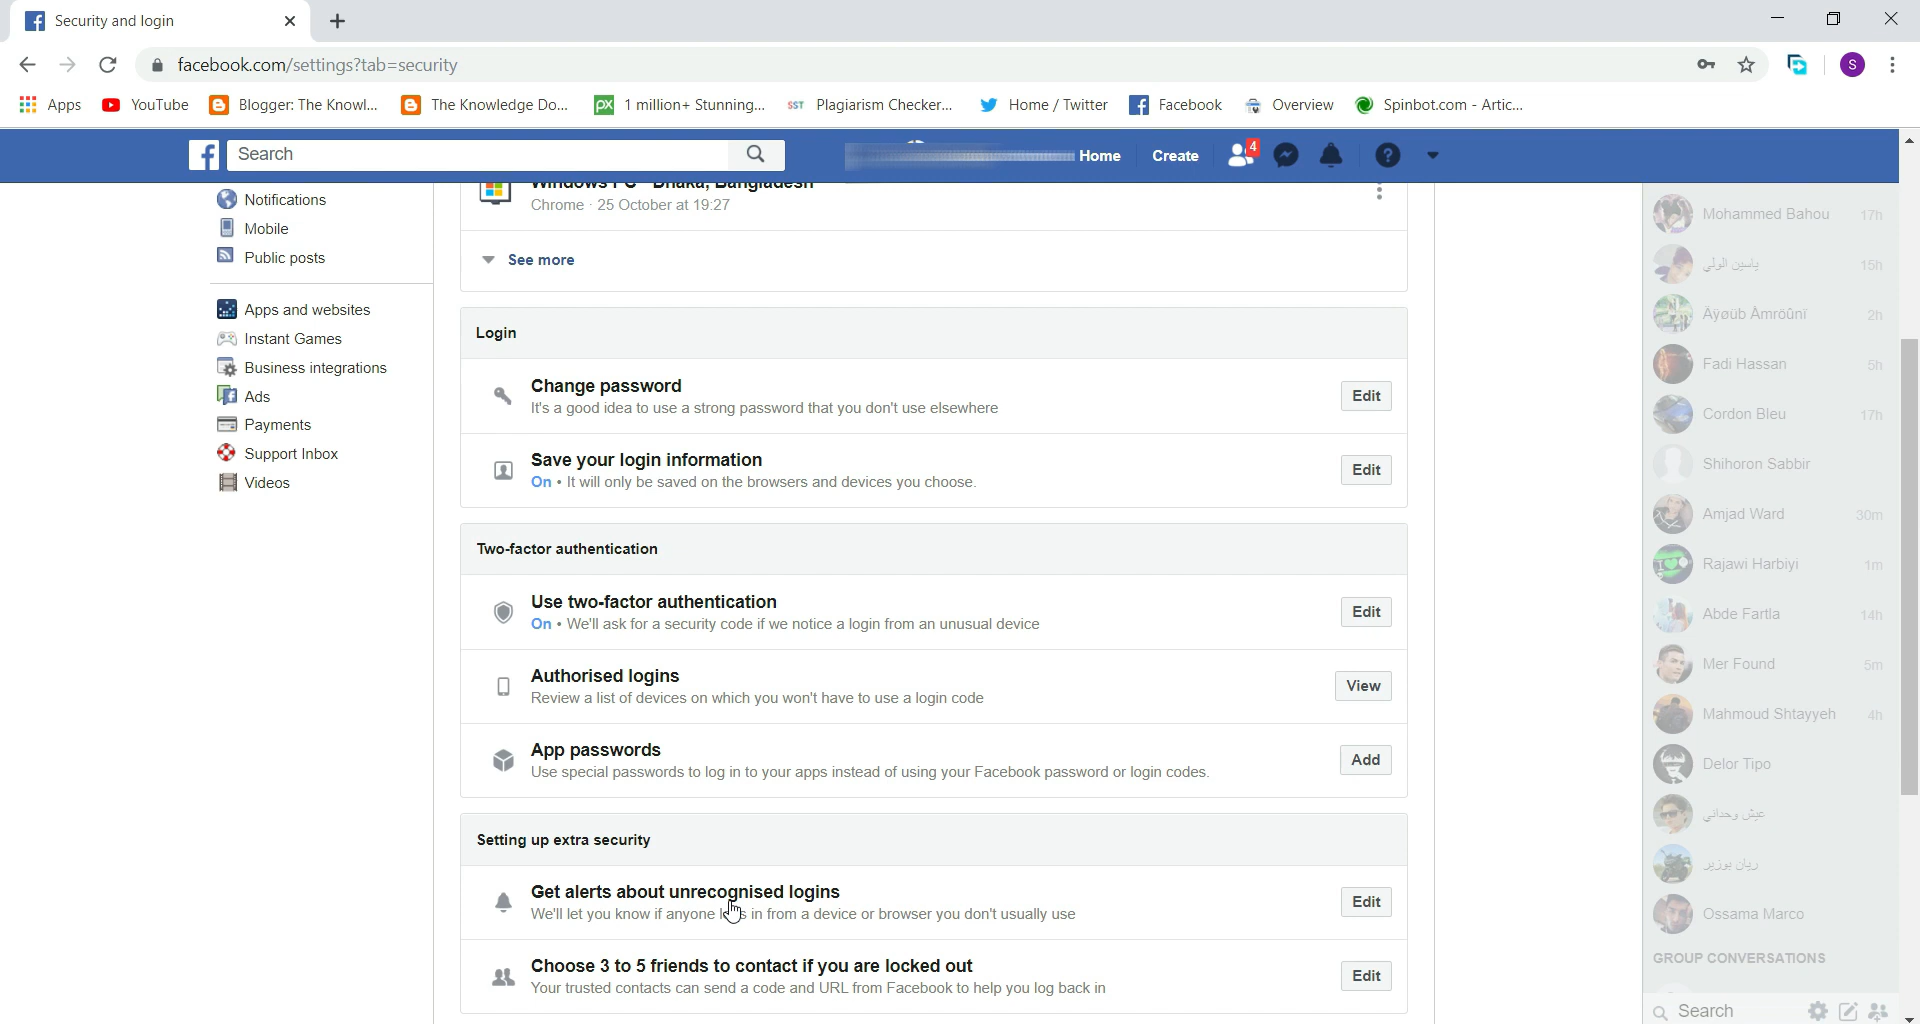 Security and login
facebook.com/settings?tab=security
S
Apps YouTube Blogger: The Knowl... The Knowledge Do... 1 million+ Stunning... Plagiarism Checker... Home / Twitter Facebook Overview Spinbot.com - Artic...
Search
Home Create 4
Notifications
Mobile
Public posts
Apps and websites
Instant Games
Business integrations
Ads
Payments
Support Inbox
Videos
Windows PC · Dhaka, Bangladesh
Chrome · 25 October at 19:27
See more
Login
Change password
It's a good idea to use a strong password that you don't use elsewhere
Edit
Save your login information
On • It will only be saved on the browsers and devices you choose.
Edit
Two-factor authentication
Use two-factor authentication
On • We'll ask for a security code if we notice a login from an unusual device
Edit
Authorised logins
Review a list of devices on which you won't have to use a login code
View
App passwords
Use special passwords to log in to your apps instead of using your Facebook password or login codes.
Add
Setting up extra security
Get alerts about unrecognised logins
We'll let you know if anyone logs in from a device or browser you don't usually use
Edit
Choose 3 to 5 friends to contact if you are locked out
Your trusted contacts can send a code and URL from Facebook to help you log back in
Edit
Mohammed Bahou 17h
ياسين الولي 15h
Äyøüb Åmröûnï 2h
Fadi Hassan 5h
Cordon Bleu 17h
Shihoron Sabbir
Amjad Ward 30m
Rajawi Harbiyi 1m
Abde Fartla 14h
Mer Found 5m
Mahmoud Shtayyeh 4h
Delor Tipo
عيش وحداني
ريان بوزير
Ossama Marco
GROUP CONVERSATIONS
Search